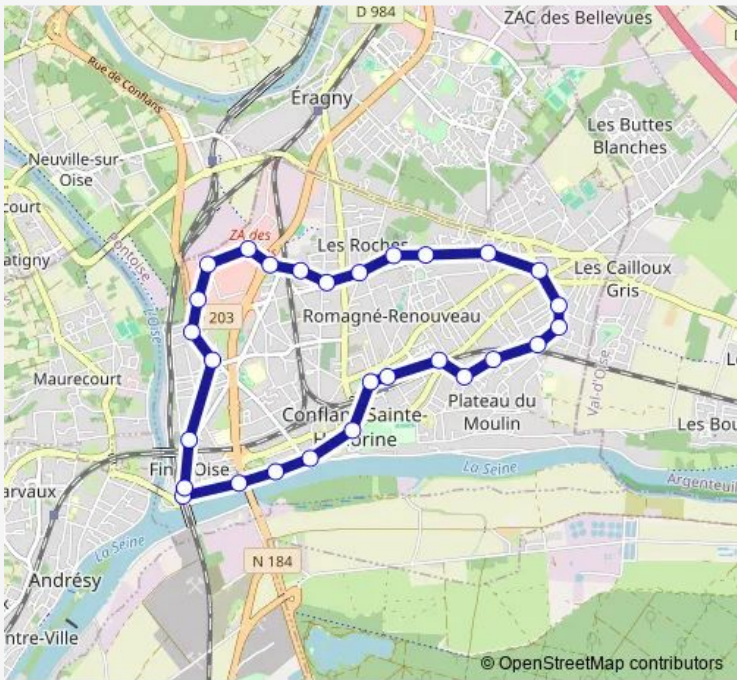 D 984
ZAC des Bellevues
Rue de Conflans
Éragny
Les Buttes
Blanches
Neuville-sur-
Oise
court
Pontoise
ZA des
Les Roches
atigny
Les Cailloux
Gris
L'Oise
203
Romagné-Renouveau
Maurecourt
Val-d'Oise
Plateau du
Moulin
Conflans-Sainte-
Honorine
Les Bou
Fin d'Oise
arvaux
La Seine
Argenteuil
La Seine
N 184
Andrésy
ntre-Ville
© OpenStreetMap contributors